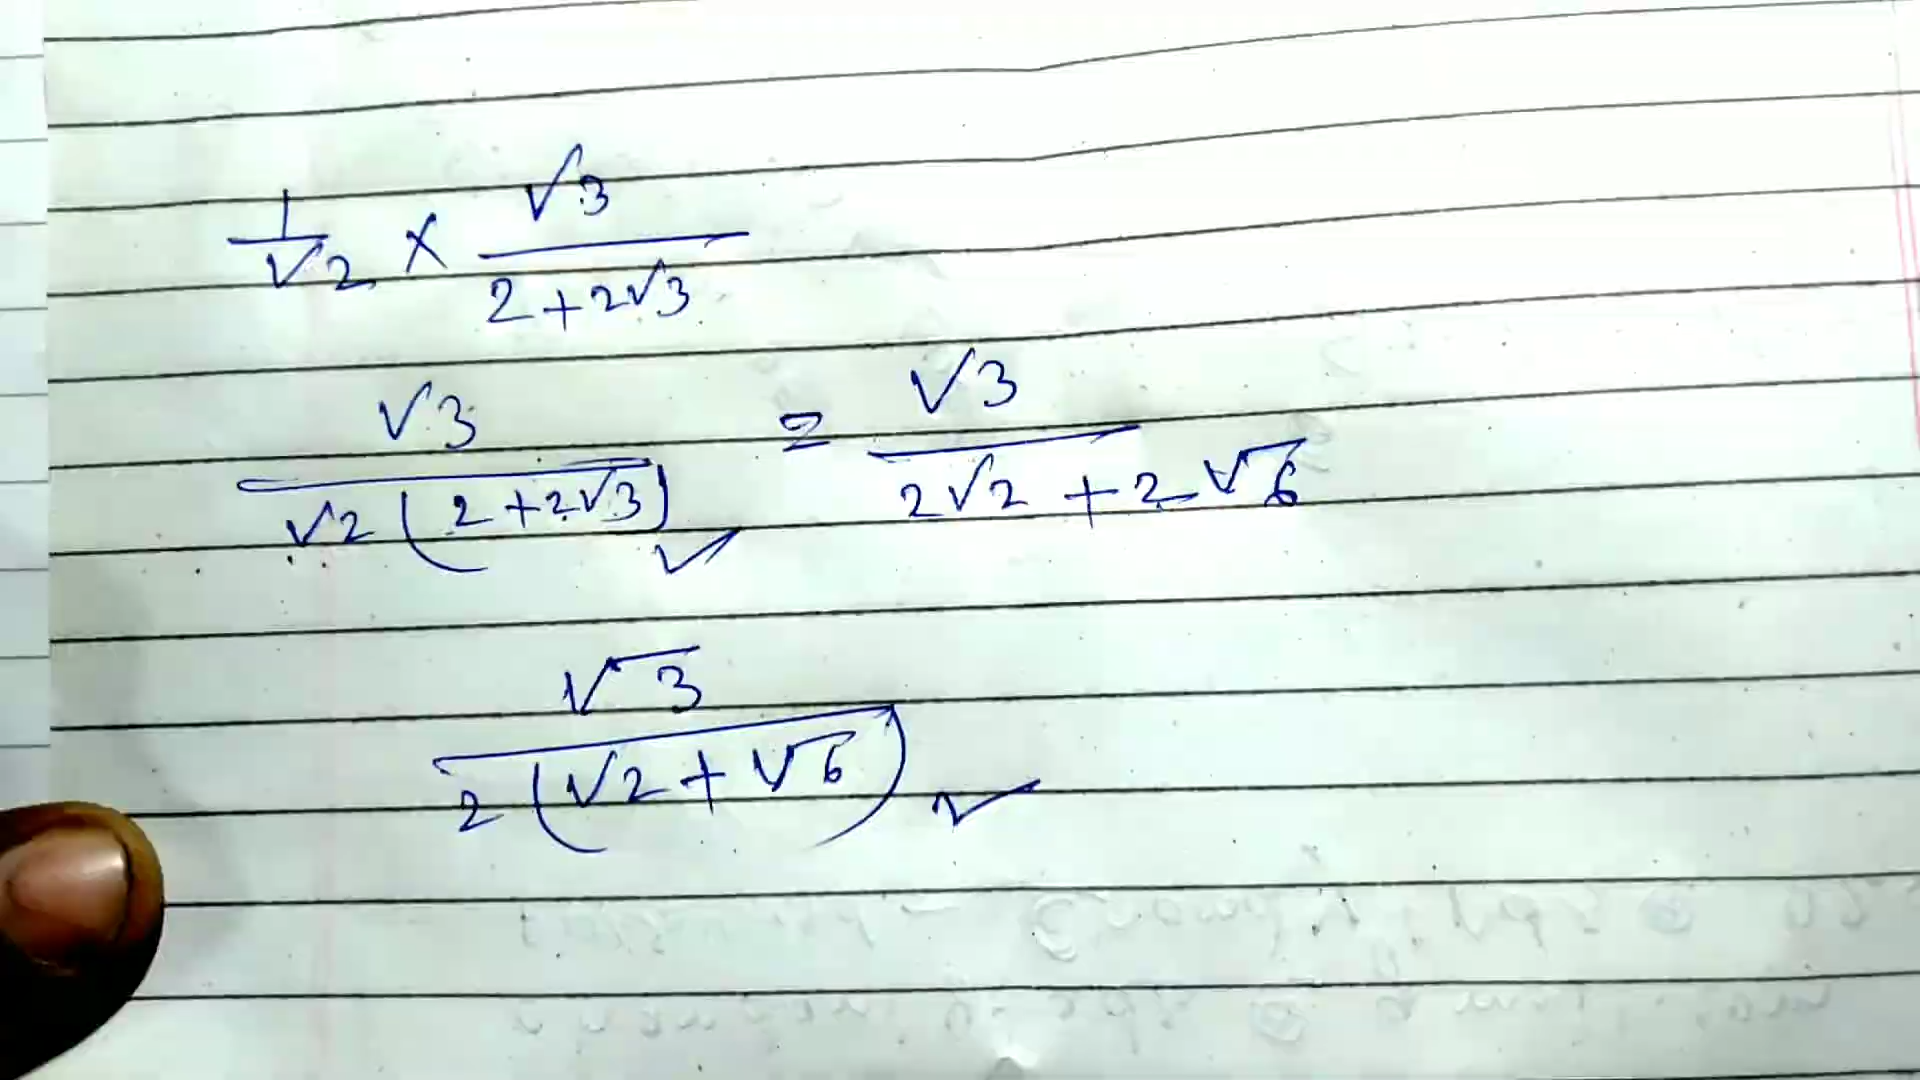 1/√2 × √3/(2+2√3)
√3/(√2(2+2√3)) ✓ = √3/(2√2+2√6)
√3/(2(√2+√6)) ✓